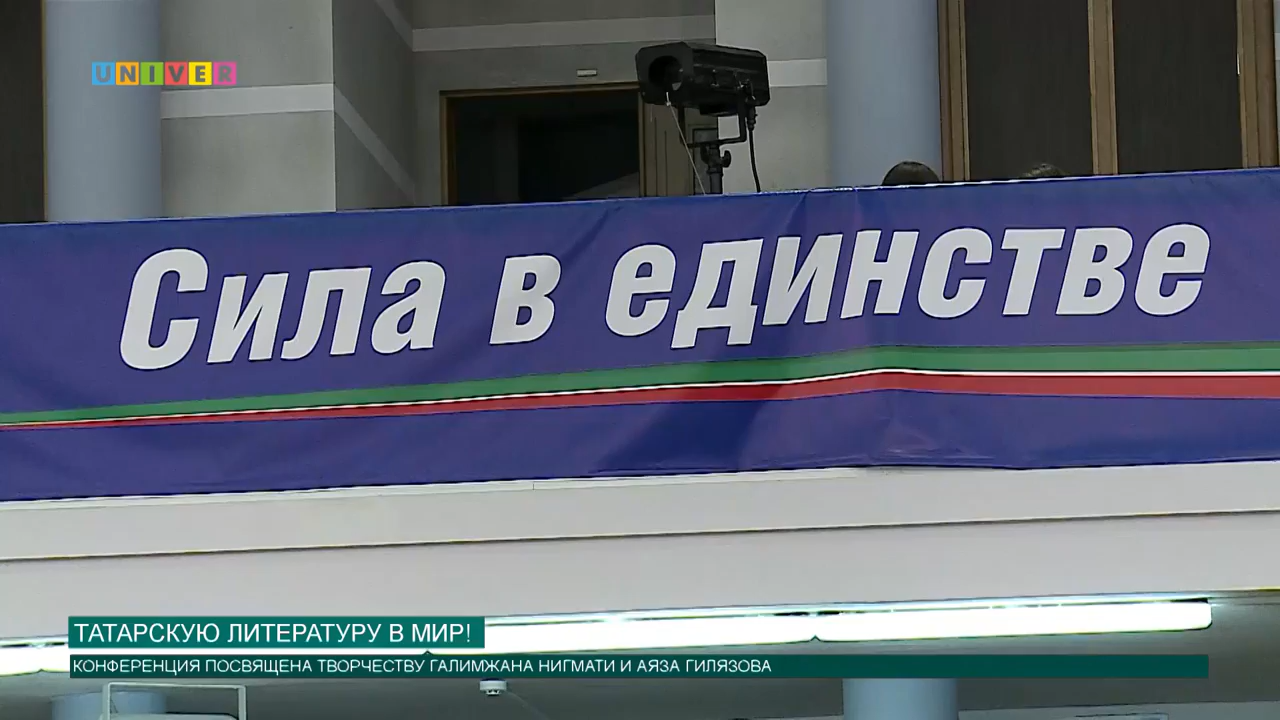 UNIVER
Сила в единстве
ТАТАРСКУЮ ЛИТЕРАТУРУ В МИР!
КОНФЕРЕНЦИЯ ПОСВЯЩЕНА ТВОРЧЕСТВУ ГАЛИМЖАНА НИГМАТИ И АЯЗА ГИЛЯЗОВА